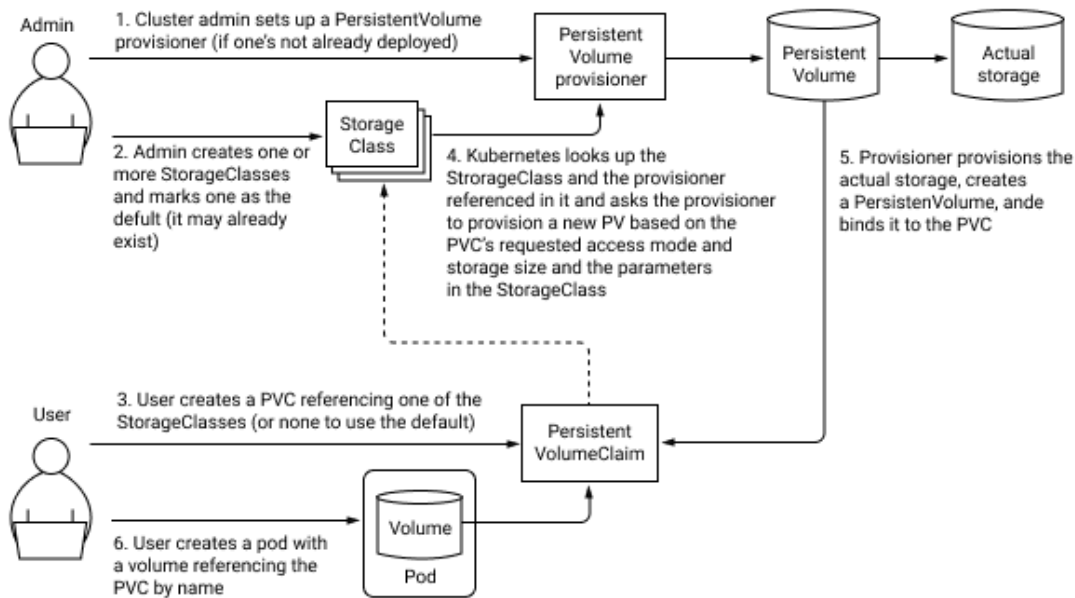 Admin
1. Cluster admin sets up a PersistentVolume
provisioner (if one's not already deployed)
Persistent
Volume
provisioner
Persistent
Volume
Actual
storage
Storage
Class
2. Admin creates one or
more StorageClasses
and marks one as the
defult (it may already
exist)
4. Kubernetes looks up the
StrorageClass and the provisioner
referenced in it and asks the provisioner
to provision a new PV based on the
PVC's requested access mode and
storage size and the parameters
in the StorageClass
5. Provisioner provisions the
actual storage, creates
a PersistenVolume, ande
binds it to the PVC
User
3. User creates a PVC referencing one of the
StorageClasses (or none to use the default)
Persistent
VolumeClaim
Volume
Pod
6. User creates a pod with
a volume referencing the
PVC by name